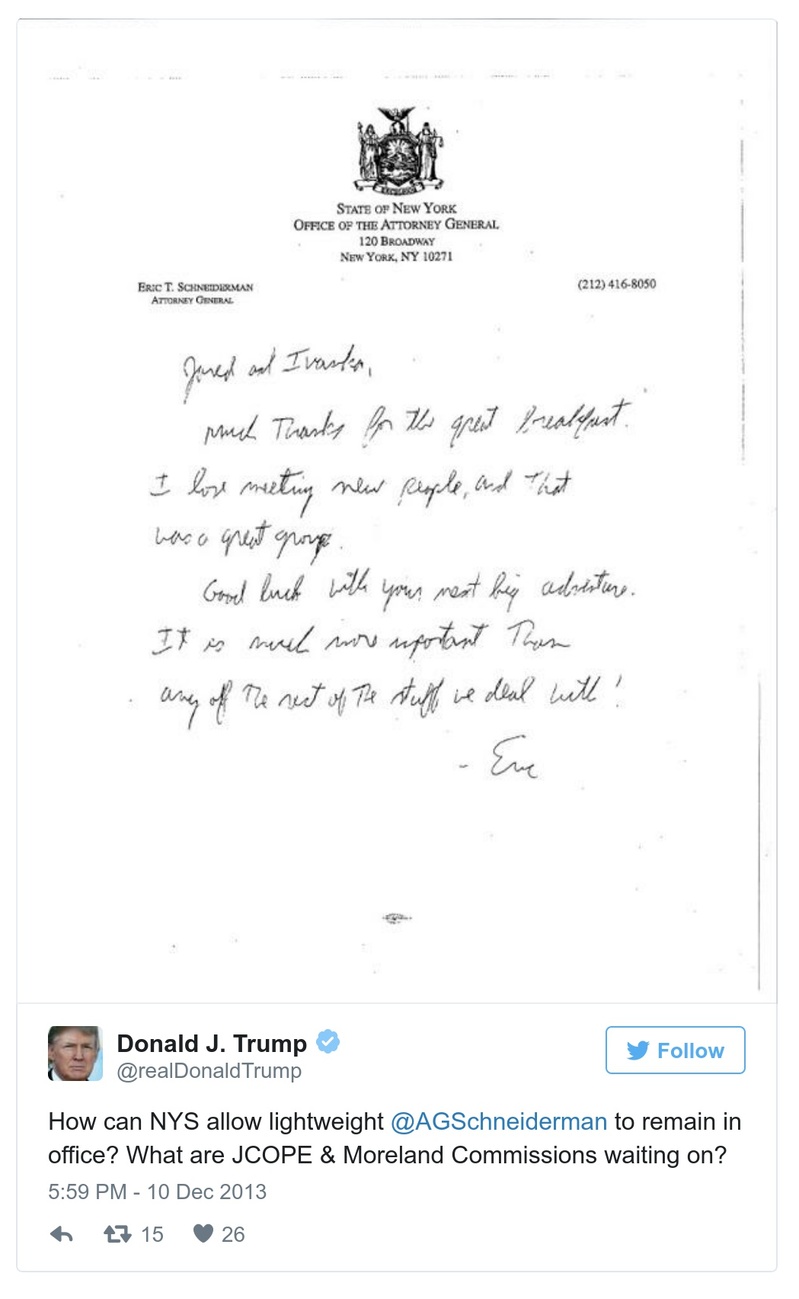 EXCELSIOR
STATE OF NEW YORK
OFFICE OF THE ATTORNEY GENERAL
120 BROADWAY
NEW YORK, NY 10271
ERIC T. SCHNEIDERMAN
ATTORNEY GENERAL
(212) 416-8050
Jared and Ivanka,
much Thanks for the great breakfast.
I love meeting new people, and that
was a great group.
Good luck with your next big adventure.
It is much more important Than
any off The rest of The stuff we deal with!
- Eric
Donald J. Trump
@realDonaldTrump
Follow
How can NYS allow lightweight @AGSchneiderman to remain in
office? What are JCOPE & Moreland Commissions waiting on?
5:59 PM - 10 Dec 2013
15 26